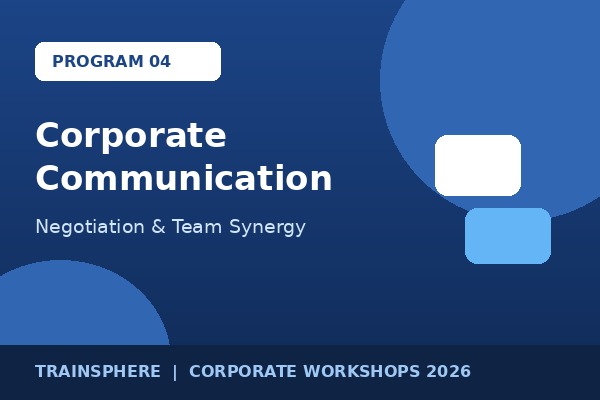 PROGRAM 04
Corporate
Communication
Negotiation & Team Synergy
TRAINSPHERE | CORPORATE WORKSHOPS 2026